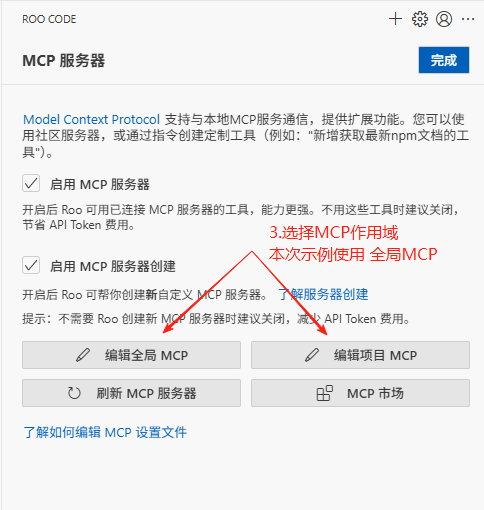 ROO CODE
MCP 服务器
完成
Model Context Protocol 支持与本地MCP服务通信，提供扩展功能。您可以使
用社区服务器，或通过指令创建定制工具（例如："新增获取最新npm文档的工
具"）。
启用 MCP 服务器
开启后 Roo 可用已连接 MCP 服务器的工具，能力更强。不用这些工具时建议关闭，
节省 API Token 费用。
3.选择MCP作用域
本次示例使用 全局MCP
启用 MCP 服务器创建
开启后 Roo 可帮你创建新自定义 MCP 服务器。 了解服务器创建
提示：不需要 Roo 创建新 MCP 服务器时建议关闭，减少 API Token 费用。
编辑全局 MCP
编辑项目 MCP
刷新 MCP 服务器
MCP 市场
了解如何编辑 MCP 设置文件